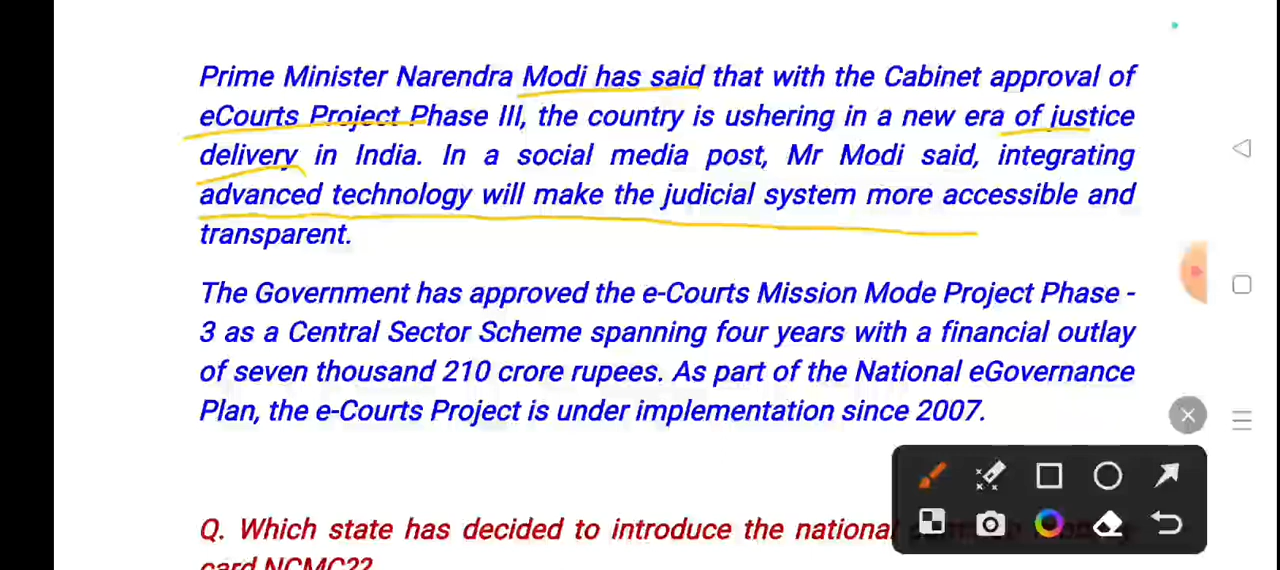 Prime Minister Narendra Modi has said that with the Cabinet approval of
eCourts Project Phase III, the country is ushering in a new era of justice
delivery in India. In a social media post, Mr Modi said, integrating
advanced technology will make the judicial system more accessible and
transparent.
The Government has approved the e-Courts Mission Mode Project Phase -
3 as a Central Sector Scheme spanning four years with a financial outlay
of seven thousand 210 crore rupees. As part of the National eGovernance
Plan, the e-Courts Project is under implementation since 2007.
Q. Which state has decided to introduce the national
card NCMC??